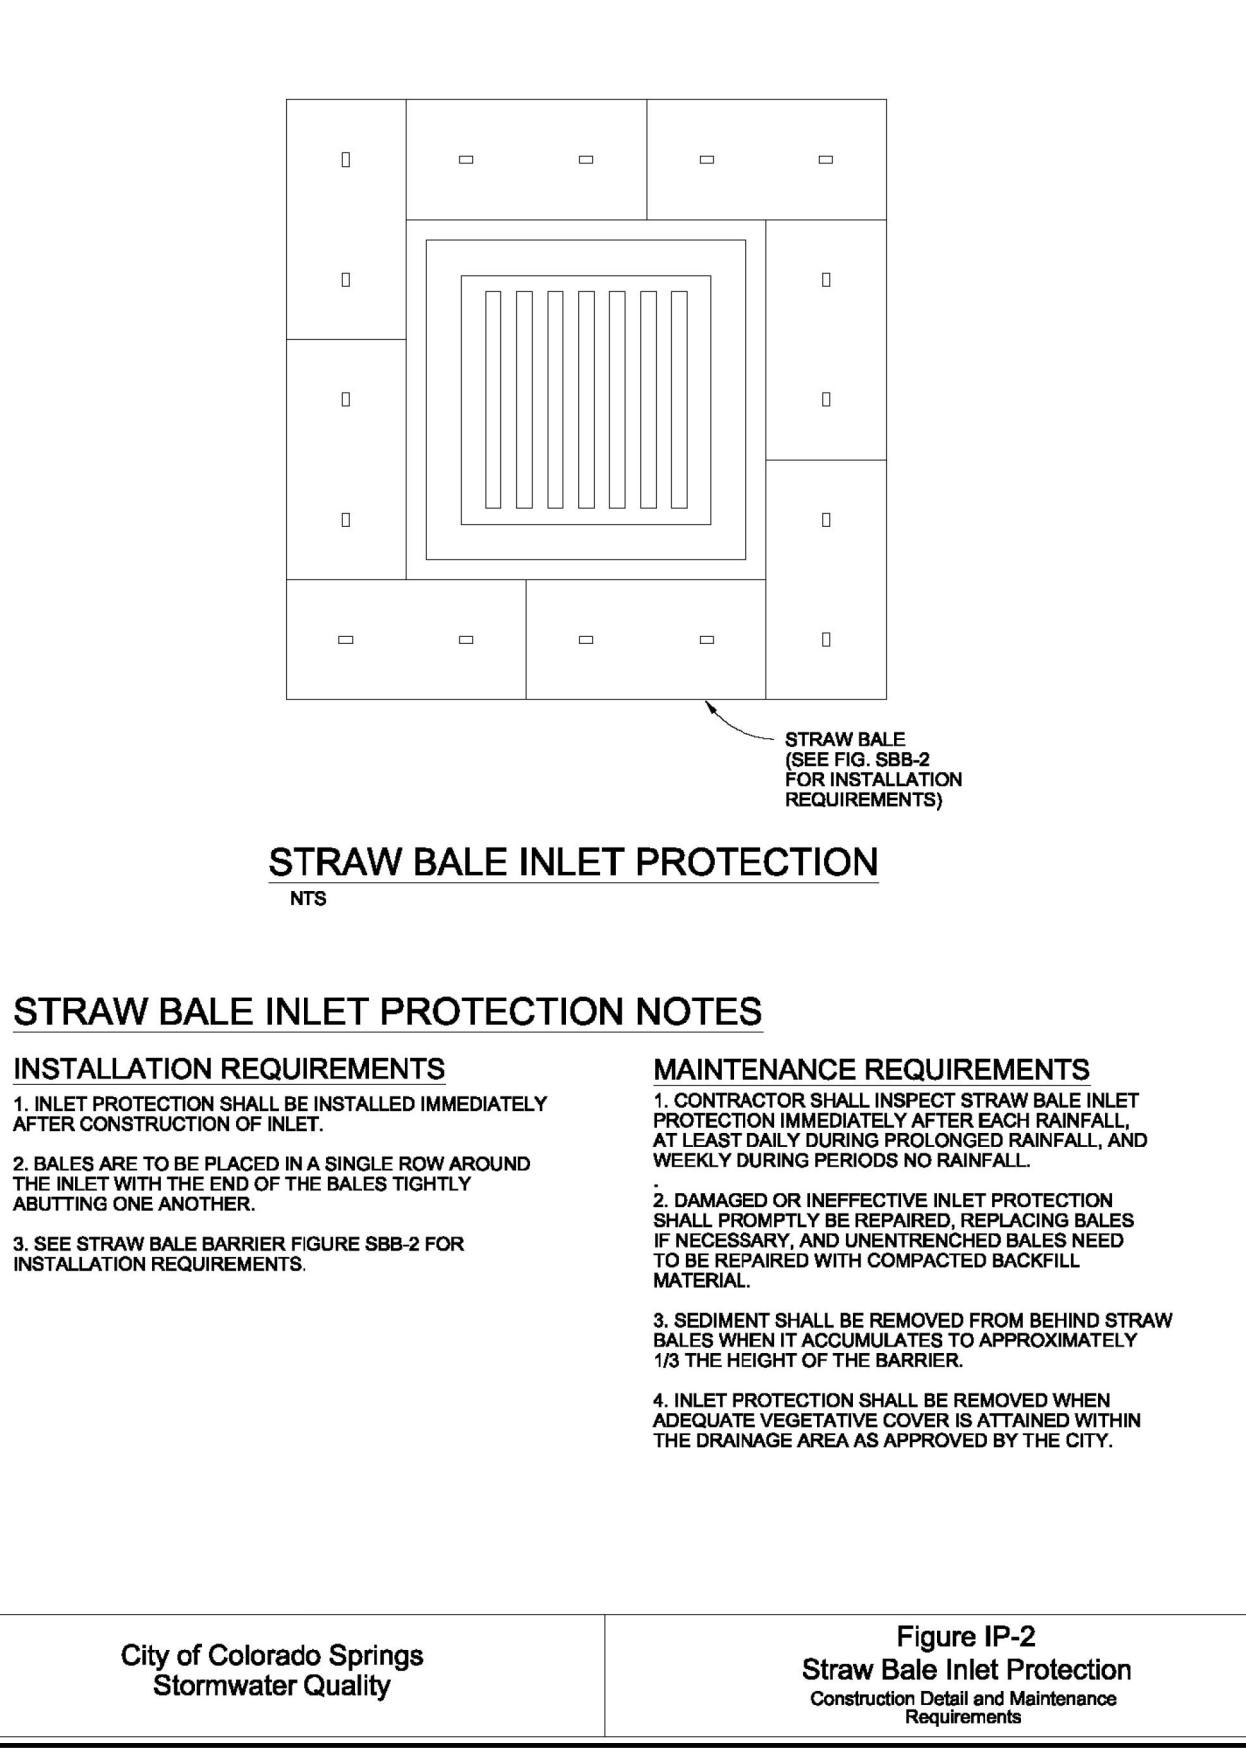 STRAW BALE
(SEE FIG. SBB-2
FOR INSTALLATION
REQUIREMENTS)
STRAW BALE INLET PROTECTION
NTS
STRAW BALE INLET PROTECTION NOTES
INSTALLATION REQUIREMENTS
1. INLET PROTECTION SHALL BE INSTALLED IMMEDIATELY
AFTER CONSTRUCTION OF INLET.
2. BALES ARE TO BE PLACED IN A SINGLE ROW AROUND
THE INLET WITH THE END OF THE BALES TIGHTLY
ABUTTING ONE ANOTHER.
3. SEE STRAW BALE BARRIER FIGURE SBB-2 FOR
INSTALLATION REQUIREMENTS.
MAINTENANCE REQUIREMENTS
1. CONTRACTOR SHALL INSPECT STRAW BALE INLET
PROTECTION IMMEDIATELY AFTER EACH RAINFALL,
AT LEAST DAILY DURING PROLONGED RAINFALL, AND
WEEKLY DURING PERIODS NO RAINFALL.
.
2. DAMAGED OR INEFFECTIVE INLET PROTECTION
SHALL PROMPTLY BE REPAIRED, REPLACING BALES
IF NECESSARY, AND UNENTRENCHED BALES NEED
TO BE REPAIRED WITH COMPACTED BACKFILL
MATERIAL.
3. SEDIMENT SHALL BE REMOVED FROM BEHIND STRAW
BALES WHEN IT ACCUMULATES TO APPROXIMATELY
1/3 THE HEIGHT OF THE BARRIER.
4. INLET PROTECTION SHALL BE REMOVED WHEN
ADEQUATE VEGETATIVE COVER IS ATTAINED WITHIN
THE DRAINAGE AREA AS APPROVED BY THE CITY.
City of Colorado Springs
Stormwater Quality
Figure IP-2
Straw Bale Inlet Protection
Construction Detail and Maintenance
Requirements